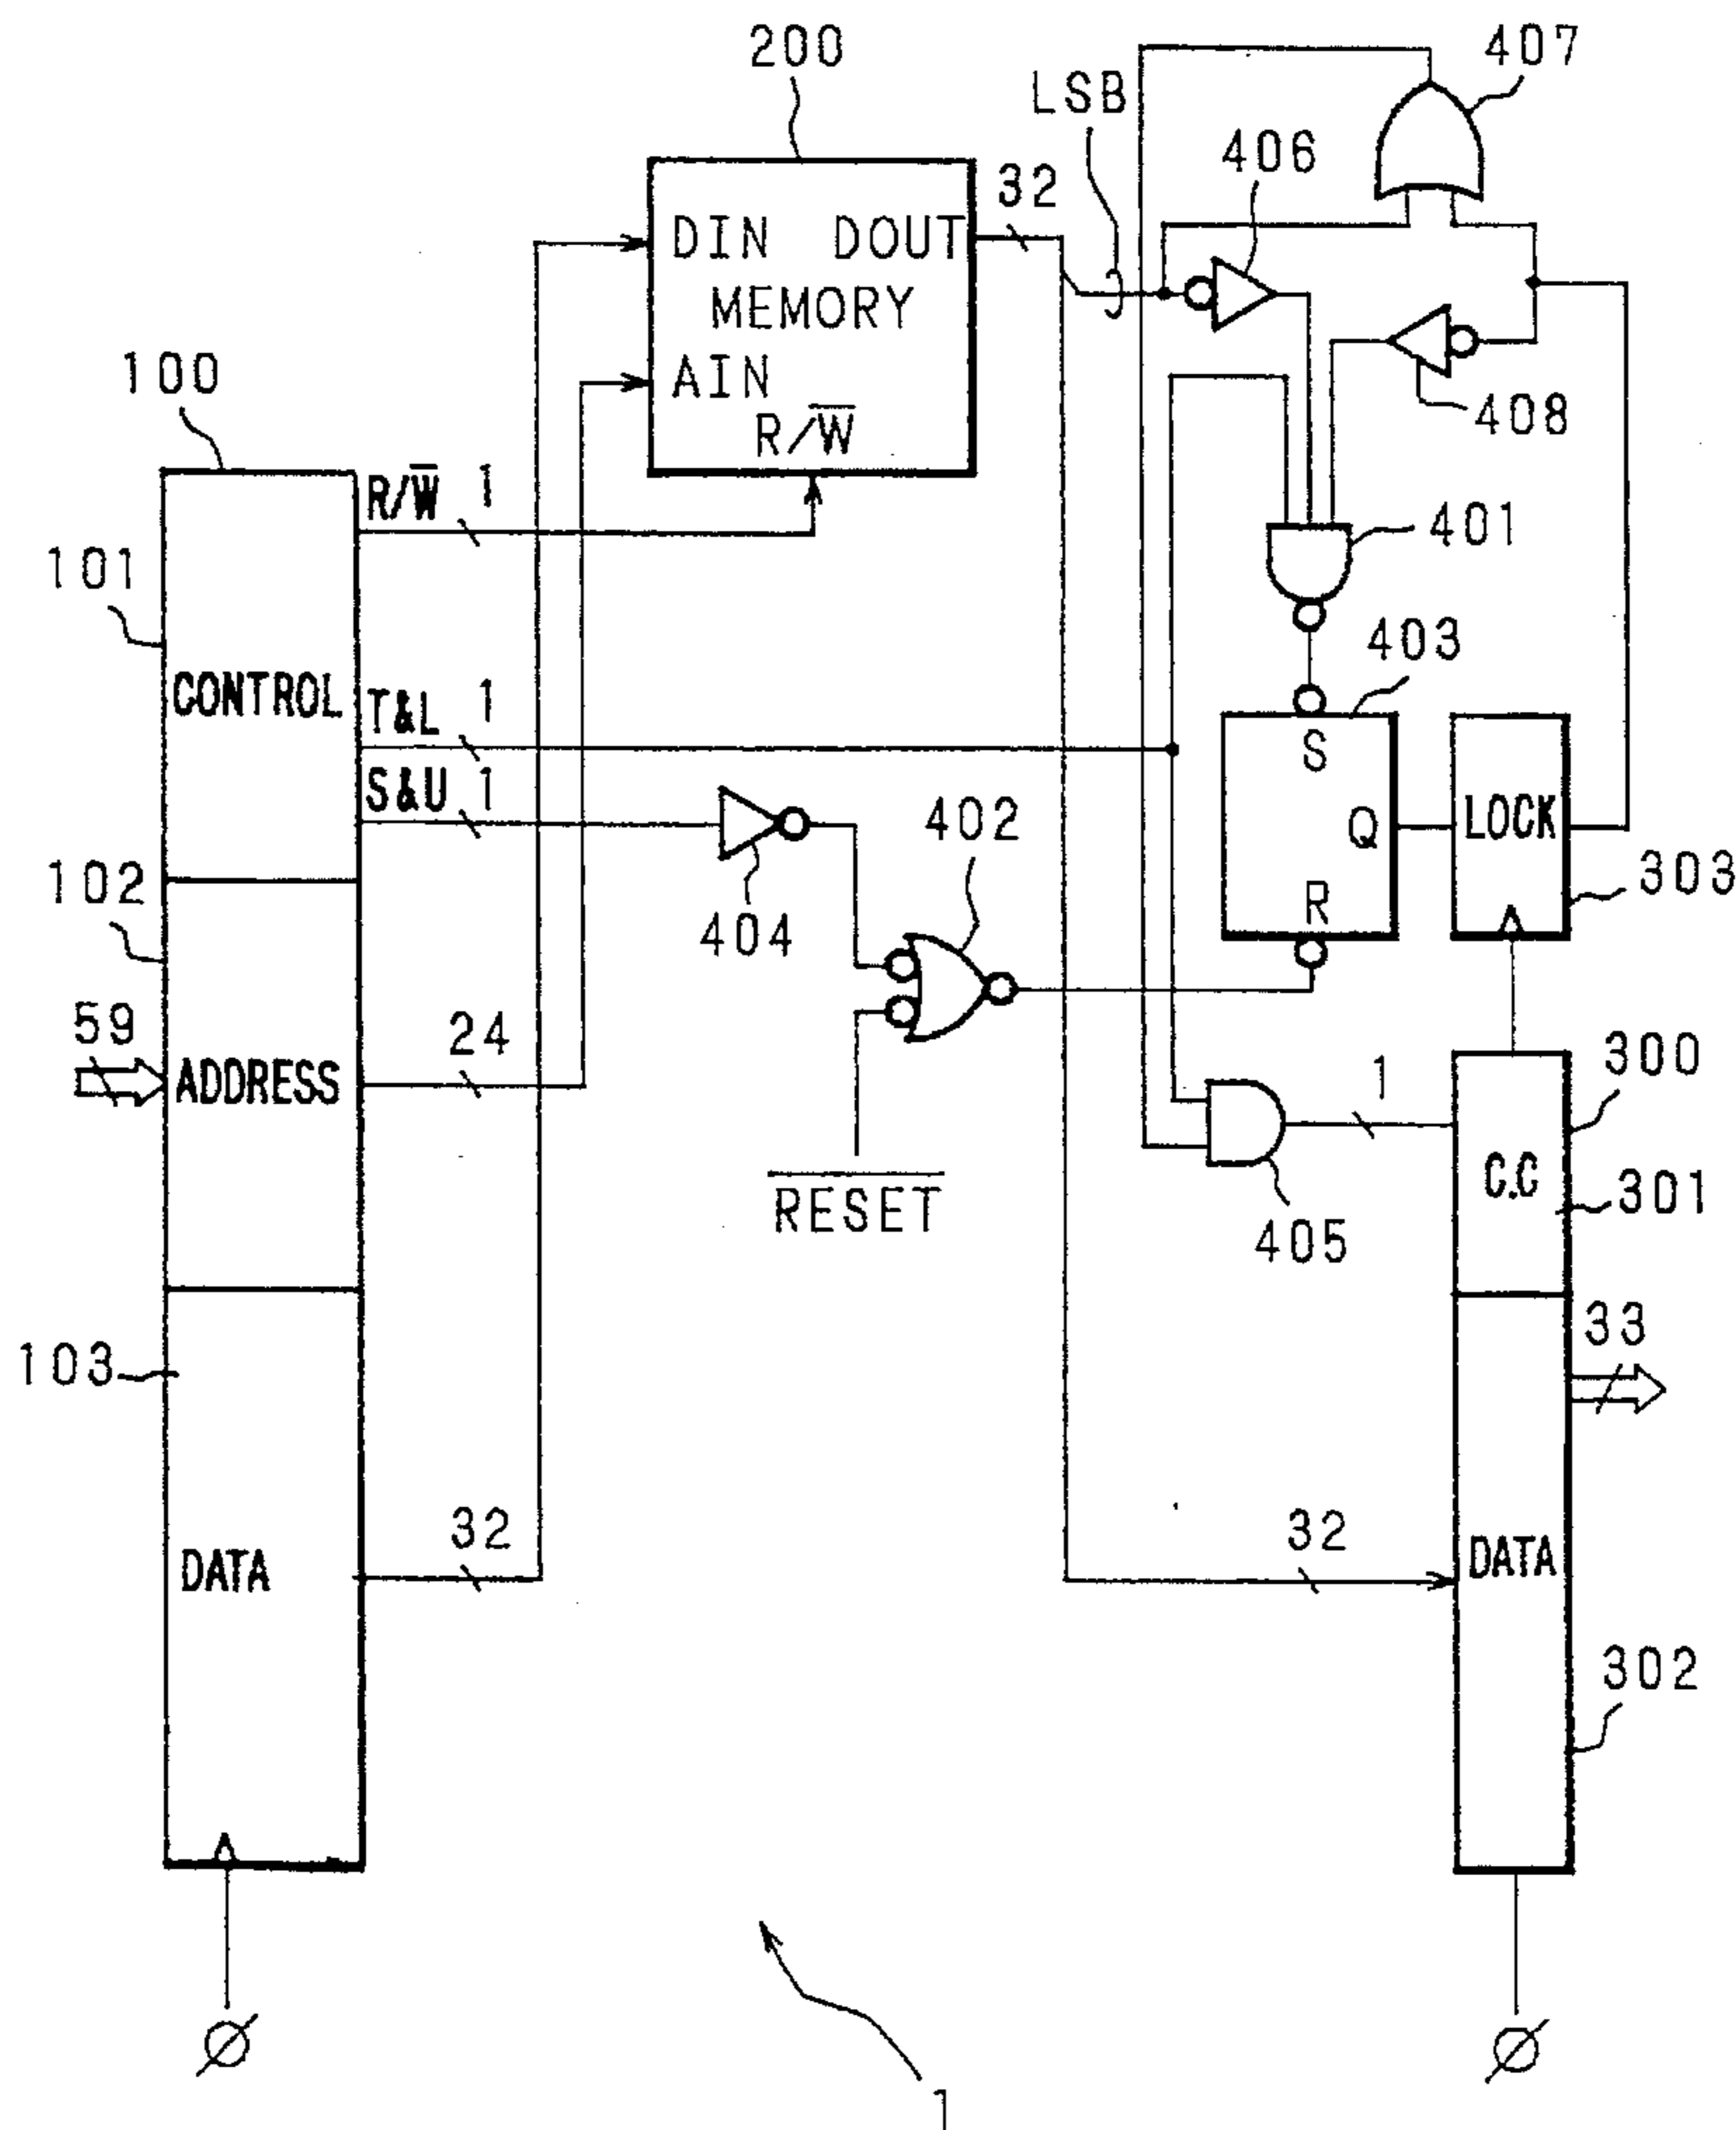 200
407
LSB
406
32
DIN DOUT
MEMORY
AIN
R/W̅
100
408
R/W̅ 1
401
101
403
CONTROL
T&L 1
S&U 1
S
402
Q
LOCK
102
404
R
303
59
24
300
ADDRESS
1
C.C
301
RESET̅
405
33
103
32
32
DATA
DATA
302
Ø
Ø
1